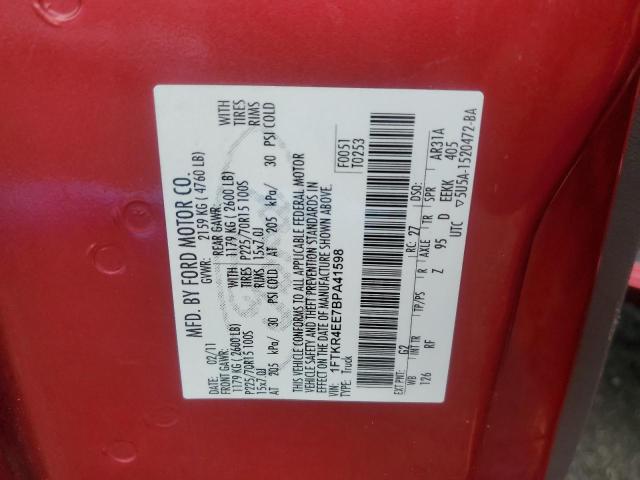 MFD. BY FORD MOTOR CO.
DATE: 02/11 GVWR: 2159 KG ( 4760 LB)
FRONT GAWR: REAR GAWR: WITH
1179 KG (2600 LB) 1179 KG ( 2600 LB) TIRES
P225/70R15 100S WITH TIRES P225/70R15 100S RIMS
15x7.0J RIMS 15x7.0J
AT 205 kPa/ 30 PSI COLD AT 205 kPa/ 30 PSI COLD
THIS VEHICLE CONFORMS TO ALL APPLICABLE FEDERAL MOTOR
VEHICLE SAFETY AND THEFT PREVENTION STANDARDS IN
EFFECT ON THE DATE OF MANUFACTURE SHOWN ABOVE.
VIN: 1FTKR4EE7BPA41598
TYPE: Truck
F0051
T0253
EXT PNT: G2 RC: 27 DSO:
WB INT TR TP/PS R AXLE TR SPR AR31A
126 RF Z 95 D EEKK 405
UTC ▽5U5A-1520472-BA